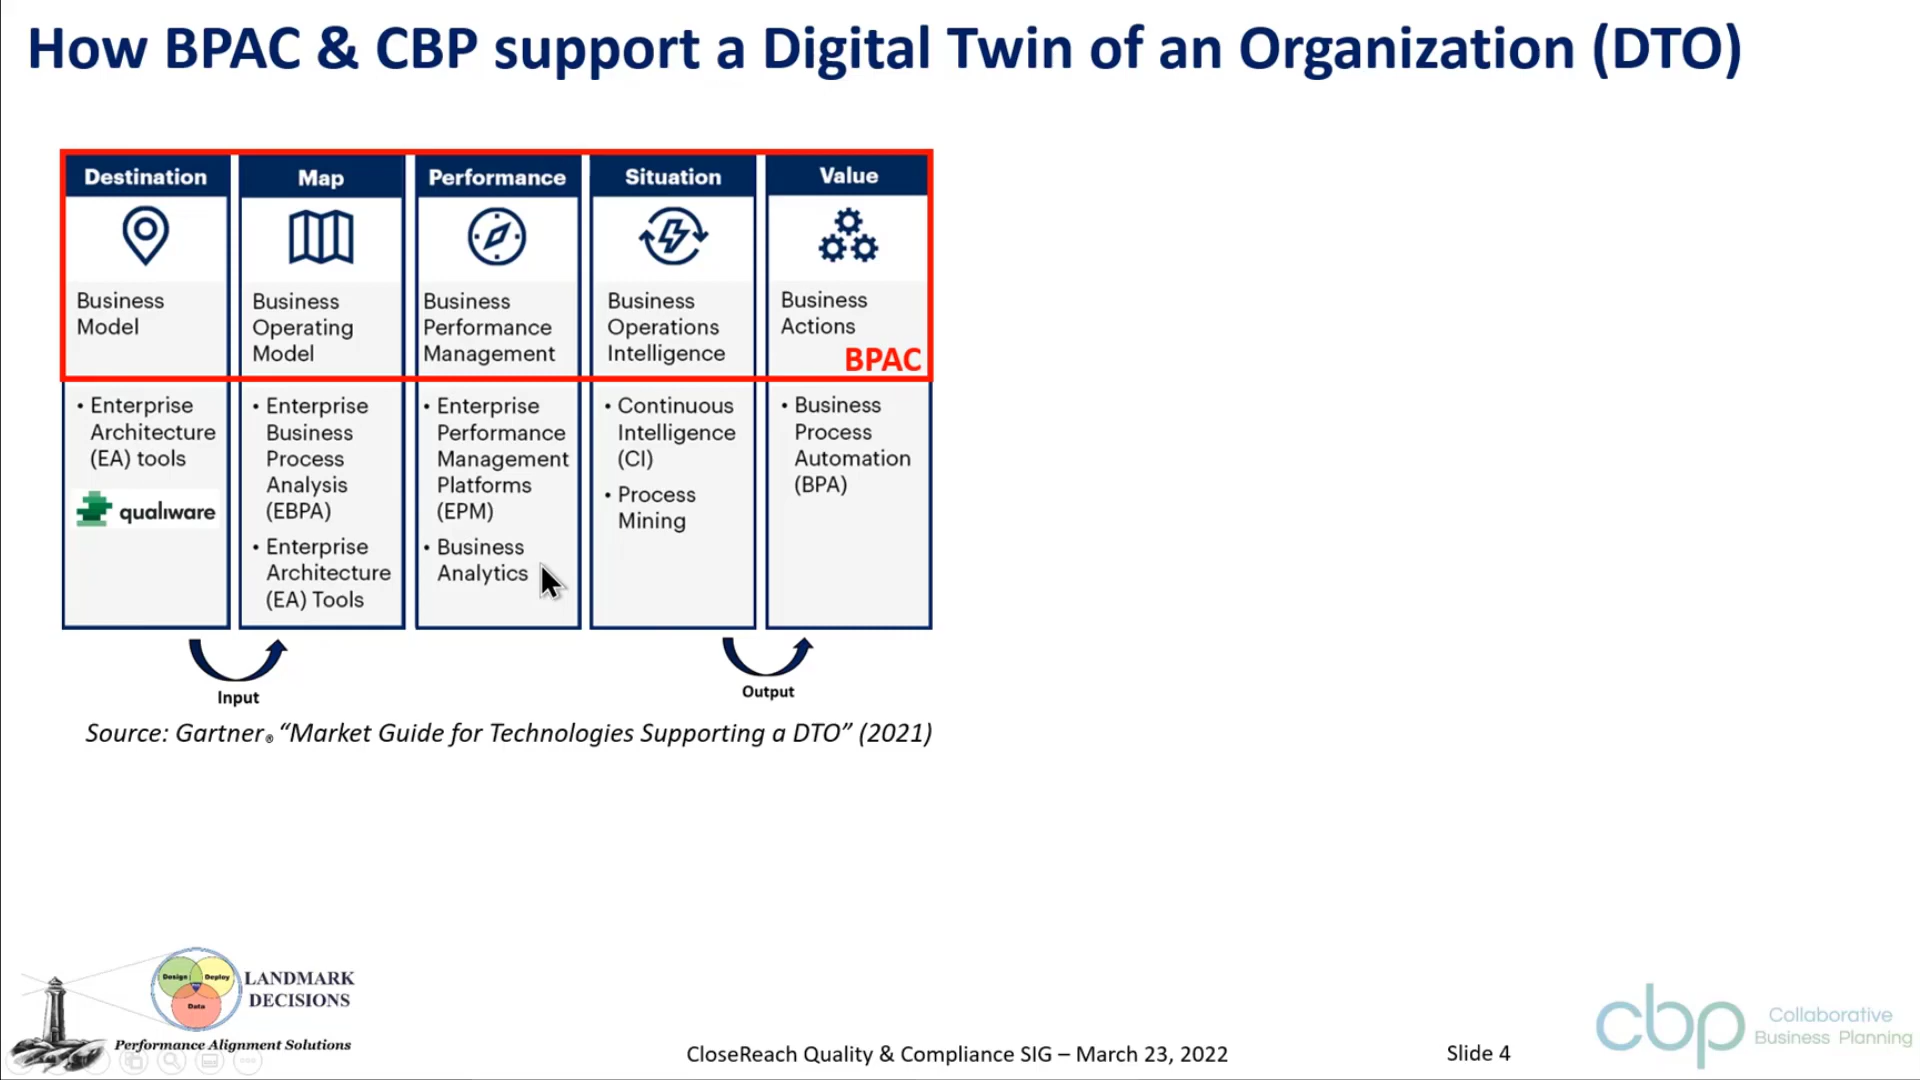 How BPAC & CBP support a Digital Twin of an Organization (DTO)
Destination
Business
Model
• Enterprise
Architecture
(EA) tools
qualiware
Map
Business
Operating
Model
• Enterprise
Business
Process
Analysis
(EBPA)
• Enterprise
Architecture
(EA) Tools
Performance
Business
Performance
Management
• Enterprise
Performance
Management
Platforms
(EPM)
• Business
Analytics
Situation
Business
Operations
Intelligence
• Continuous
Intelligence
(CI)
• Process
Mining
Value
Business
Actions
BPAC
• Business
Process
Automation
(BPA)
Input
Output
Source: Gartner® “Market Guide for Technologies Supporting a DTO” (2021)
Design
Deploy
Data
LANDMARK
DECISIONS
Performance Alignment Solutions
CloseReach Quality & Compliance SIG – March 23, 2022
Slide 4
cbp
Collaborative
Business Planning